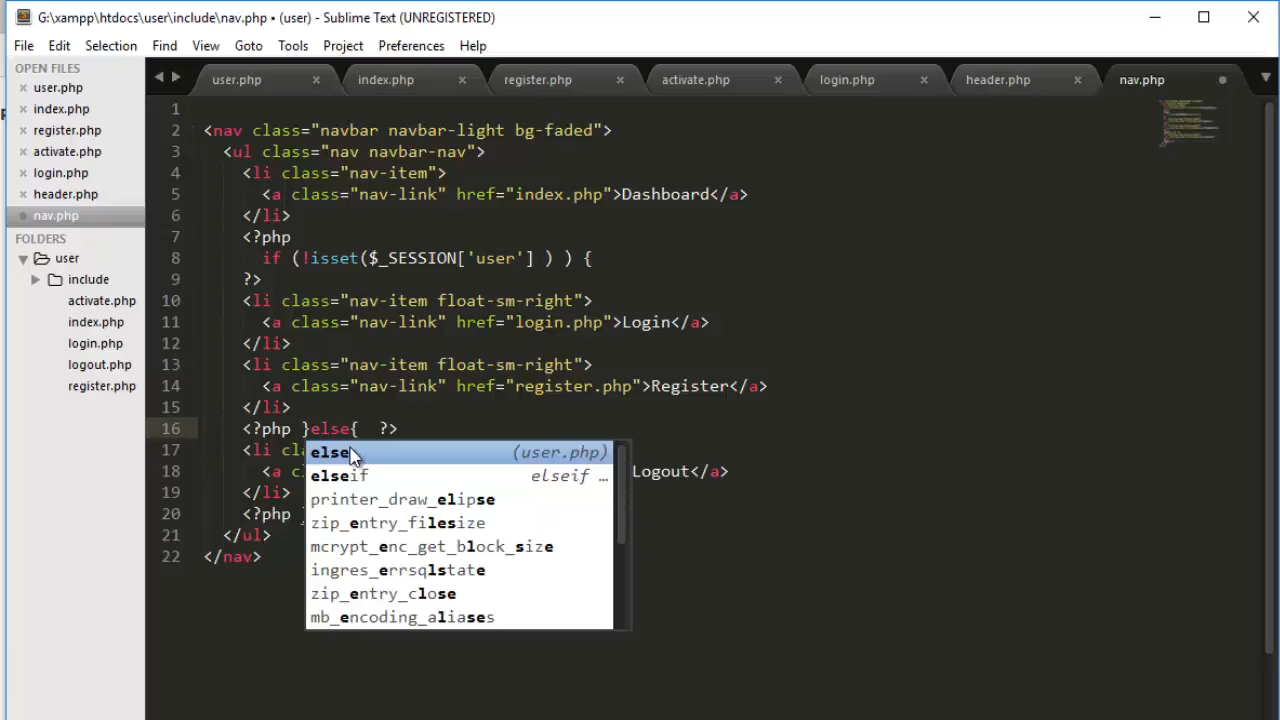 G:\xampp\htdocs\user\include\nav.php • (user) - Sublime Text (UNREGISTERED)
File Edit Selection Find View Goto Tools Project Preferences Help
OPEN FILES
user.php
index.php
register.php
activate.php
login.php
header.php
nav.php
FOLDERS
user
include
activate.php
index.php
login.php
logout.php
register.php
user.php index.php register.php activate.php login.php header.php nav.php
1
2 <nav class="navbar navbar-light bg-faded">
3 <ul class="nav navbar-nav">
4 <li class="nav-item">
5 <a class="nav-link" href="index.php">Dashboard</a>
6 </li>
7 <?php
8 if (!isset($_SESSION['user'] ) ) {
9 ?>
10 <li class="nav-item float-sm-right">
11 <a class="nav-link" href="login.php">Login</a>
12 </li>
13 <li class="nav-item float-sm-right">
14 <a class="nav-link" href="register.php">Register</a>
15 </li>
16 <?php }else{ ?>
17 <li cl
18 <a c Logout</a>
19 </li>
20 <?php
21 </ul>
22 </nav>
else (user.php)
elseif elseif …
printer_draw_elipse
zip_entry_filesize
mcrypt_enc_get_block_size
ingres_errsqlstate
zip_entry_close
mb_encoding_aliases